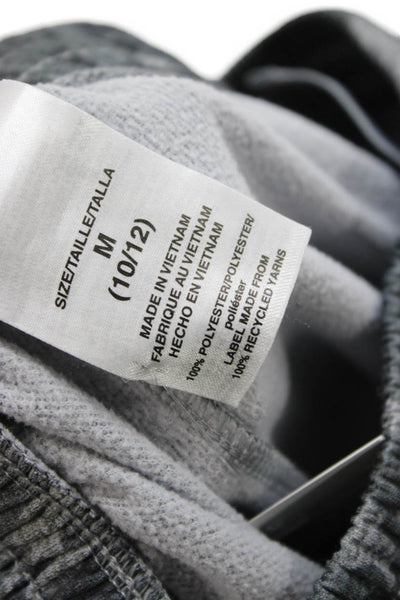 SIZE/TAILLE/TALLA
M
(10/12)
MADE IN VIETNAM
FABRIQUE AU VIETNAM
HECHO EN VIETNAM
100% POLYESTER/POLYESTER/
poliéster
LABEL MADE FROM
100% RECYCLED YARNS